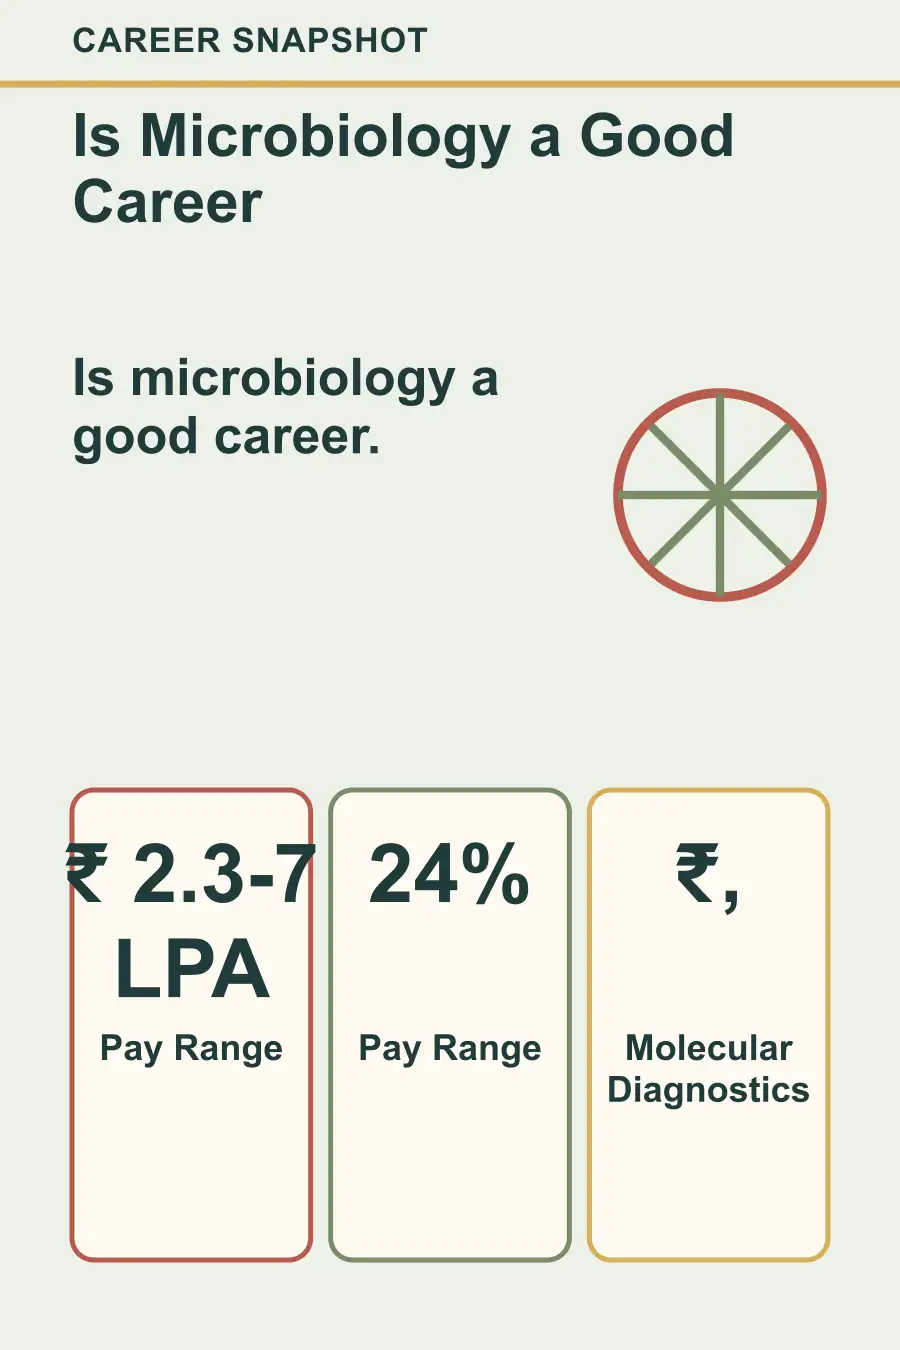 CAREER SNAPSHOT
Is Microbiology a Good
Career
Is microbiology a
good career.
₹ 2.3-7
LPA
Pay Range
24%
Pay Range
₹,
Molecular
Diagnostics